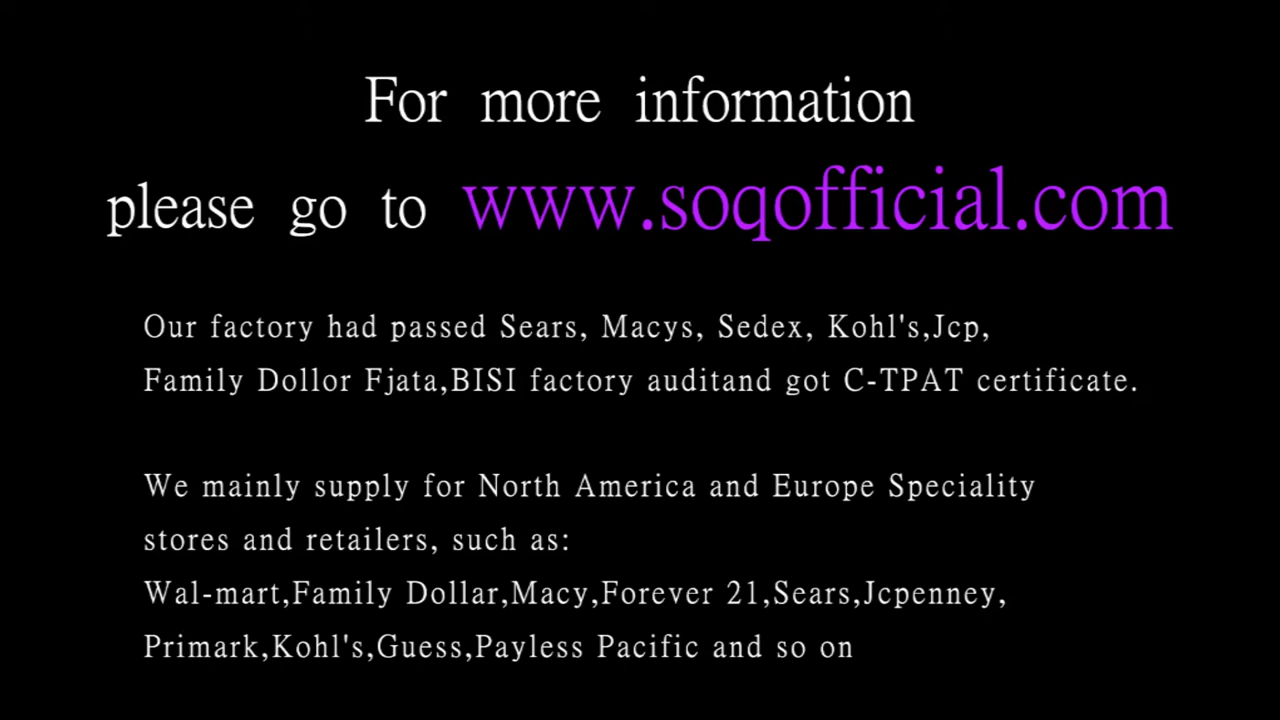 For more information
please go to www.soqofficial.com
Our factory had passed Sears, Macys, Sedex, Kohl's,Jcp,
Family Dollor Fjata,BISI factory auditand got C-TPAT certificate.
We mainly supply for North America and Europe Speciality
stores and retailers, such as:
Wal-mart,Family Dollar,Macy,Forever 21,Sears,Jcpenney,
Primark,Kohl's,Guess,Payless Pacific and so on